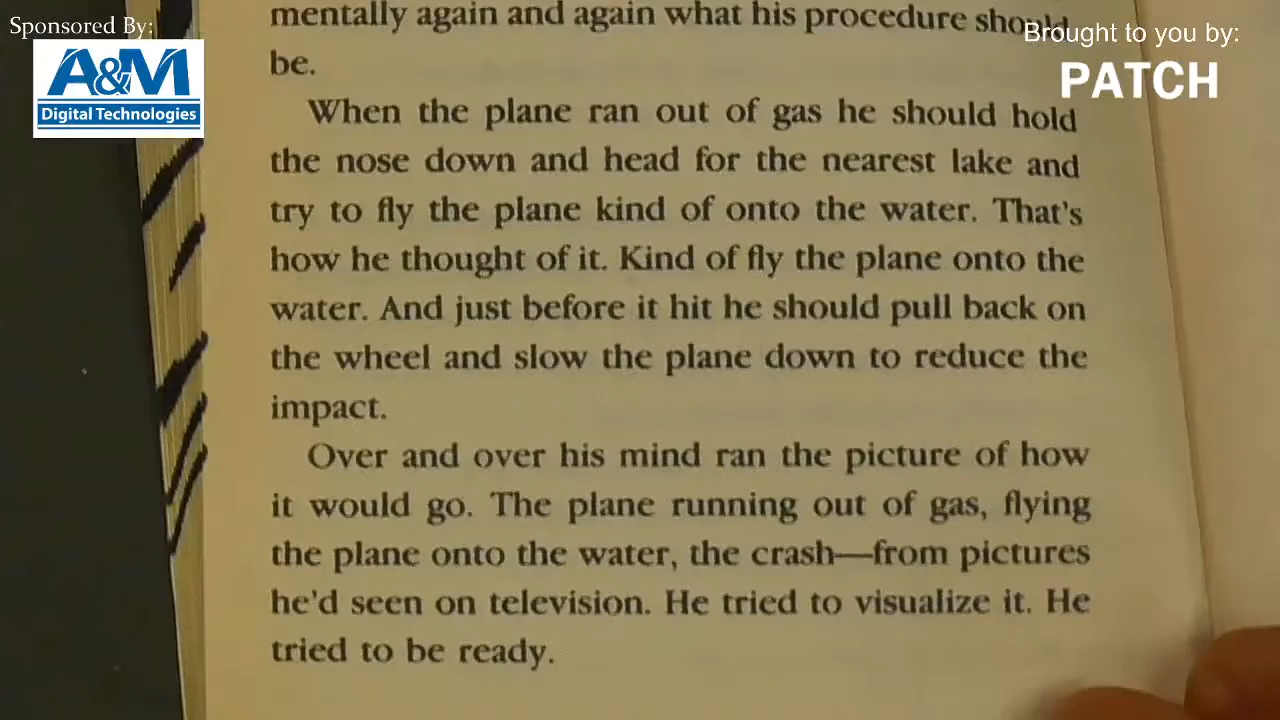 Sponsored By:
A&M
Digital Technologies
Brought to you by:
PATCH
mentally again and again what his procedure should
be.
When the plane ran out of gas he should hold
the nose down and head for the nearest lake and
try to fly the plane kind of onto the water. That's
how he thought of it. Kind of fly the plane onto the
water. And just before it hit he should pull back on
the wheel and slow the plane down to reduce the
impact.
Over and over his mind ran the picture of how
it would go. The plane running out of gas, flying
the plane onto the water, the crash—from pictures
he'd seen on television. He tried to visualize it. He
tried to be ready.